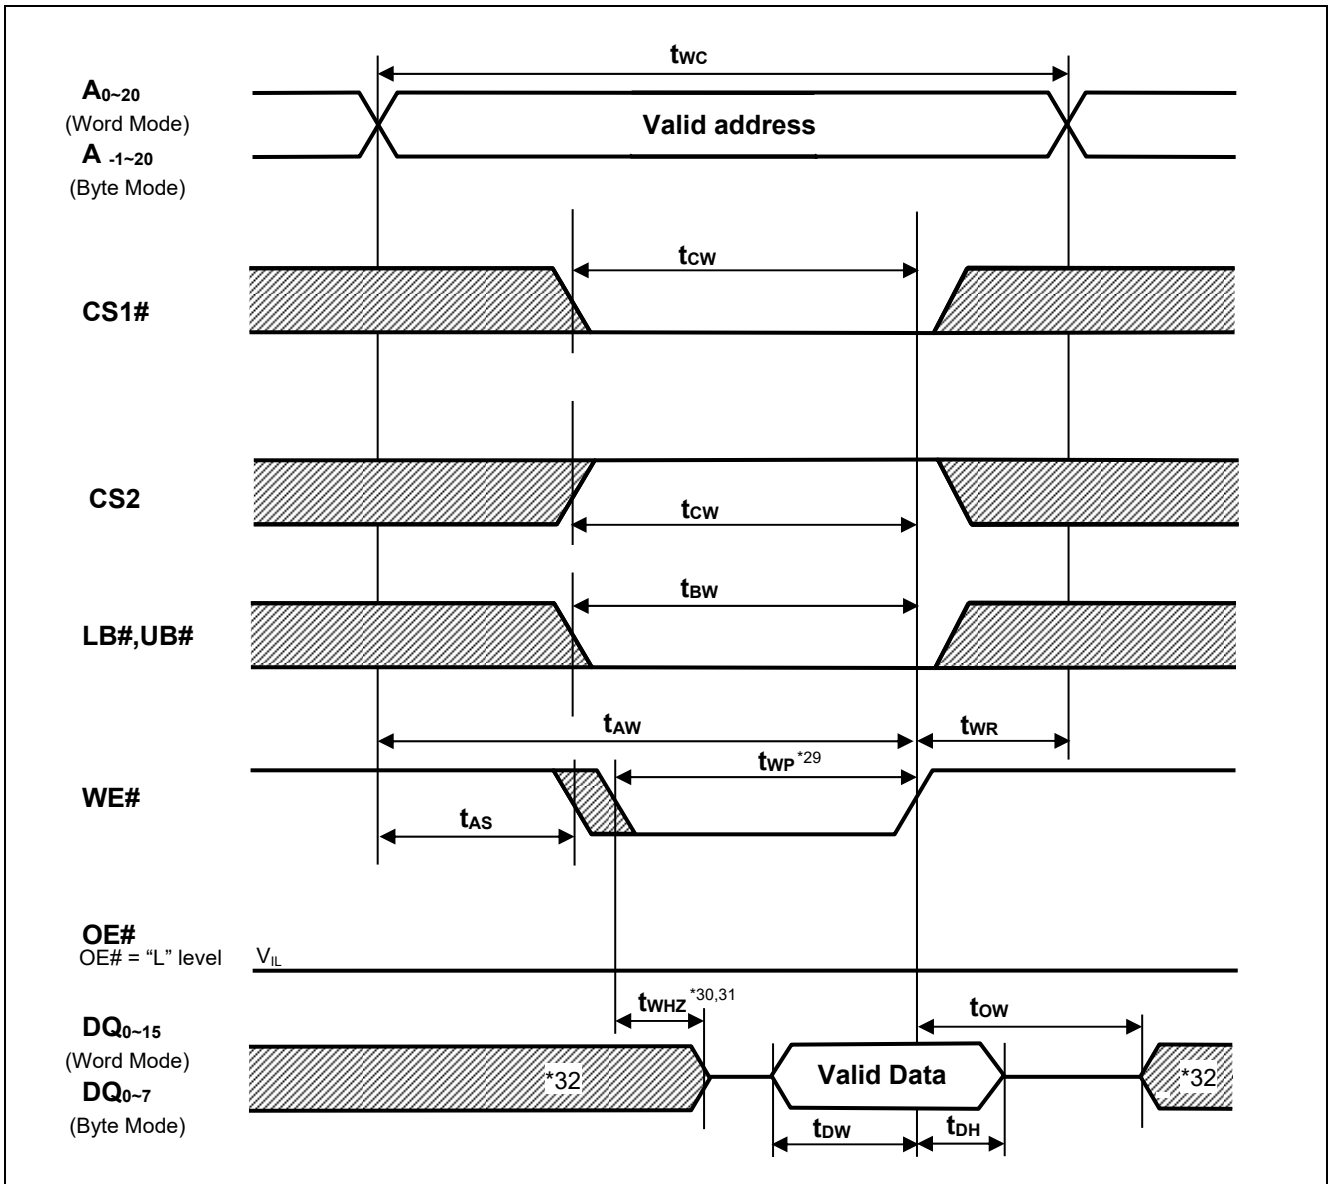 tWC
A0~20
(Word Mode)
A -1~20
(Byte Mode)
Valid address
tCW
CS1#
CS2
tCW
tBW
LB#,UB#
tAW
tWR
tWP *29
WE#
tAS
OE#
OE# = “L” level
VIL
tWHZ *30,31
tOW
DQ0~15
(Word Mode)
DQ0~7
(Byte Mode)
*32
Valid Data
*32
tDW
tDH